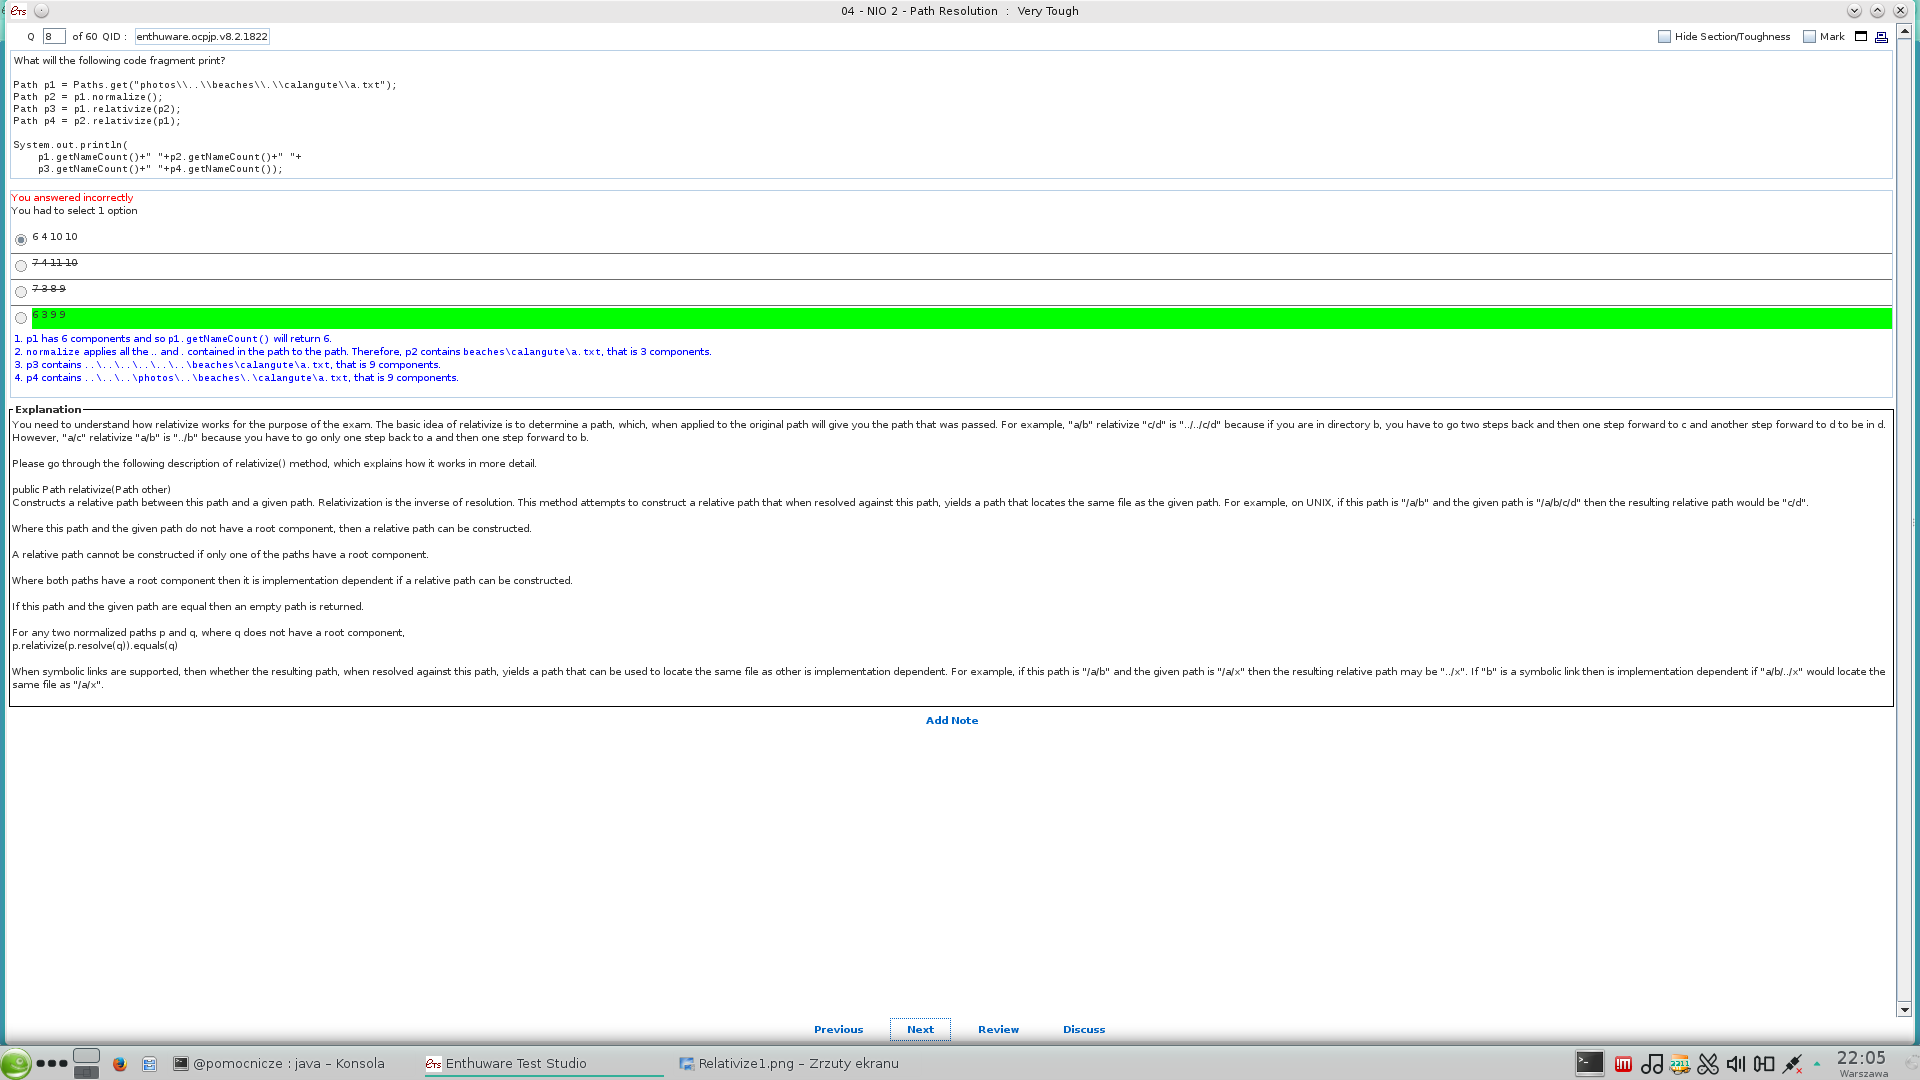 ETS
04 - NIO 2 - Path Resolution : Very Tough
Q 8 of 60 QID : enthuware.ocpjp.v8.2.1822
Hide Section/Toughness Mark
What will the following code fragment print?
Path p1 = Paths.get("photos\\..\\beaches\\.\\calangute\\a.txt");
Path p2 = p1.normalize();
Path p3 = p1.relativize(p2);
Path p4 = p2.relativize(p1);
System.out.println(
p1.getNameCount()+" "+p2.getNameCount()+" "+
p3.getNameCount()+" "+p4.getNameCount());
You answered incorrectly
You had to select 1 option
6 4 10 10
7 4 11 10
7 3 8 9
6 3 9 9
1. p1 has 6 components and so p1.getNameCount() will return 6.
2. normalize applies all the .. and . contained in the path to the path. Therefore, p2 contains beaches\calangute\a.txt, that is 3 components.
3. p3 contains ..\..\..\..\..\..\beaches\calangute\a.txt, that is 9 components.
4. p4 contains ..\..\..\photos\..\beaches\.\calangute\a.txt, that is 9 components.
Explanation
You need to understand how relativize works for the purpose of the exam. The basic idea of relativize is to determine a path, which, when applied to the original path will give you the path that was passed. For example, "a/b" relativize "c/d" is "../../c/d" because if you are in directory b, you have to go two steps back and then one step forward to c and another step forward to d to be in d.
However, "a/c" relativize "a/b" is "../b" because you have to go only one step back to a and then one step forward to b.
Please go through the following description of relativize() method, which explains how it works in more detail.
public Path relativize(Path other)
Constructs a relative path between this path and a given path. Relativization is the inverse of resolution. This method attempts to construct a relative path that when resolved against this path, yields a path that locates the same file as the given path. For example, on UNIX, if this path is "/a/b" and the given path is "/a/b/c/d" then the resulting relative path would be "c/d".
Where this path and the given path do not have a root component, then a relative path can be constructed.
A relative path cannot be constructed if only one of the paths have a root component.
Where both paths have a root component then it is implementation dependent if a relative path can be constructed.
If this path and the given path are equal then an empty path is returned.
For any two normalized paths p and q, where q does not have a root component,
p.relativize(p.resolve(q)).equals(q)
When symbolic links are supported, then whether the resulting path, when resolved against this path, yields a path that can be used to locate the same file as other is implementation dependent. For example, if this path is "/a/b" and the given path is "/a/x" then the resulting relative path may be "../x". If "b" is a symbolic link then is implementation dependent if "a/b/../x" would locate the
same file as "/a/x".
Add Note
Previous Next Review Discuss
@pomocnicze : java – Konsola
ETS Enthuware Test Studio
Relativize1.png – Zrzuty ekranu
22:05
Warszawa